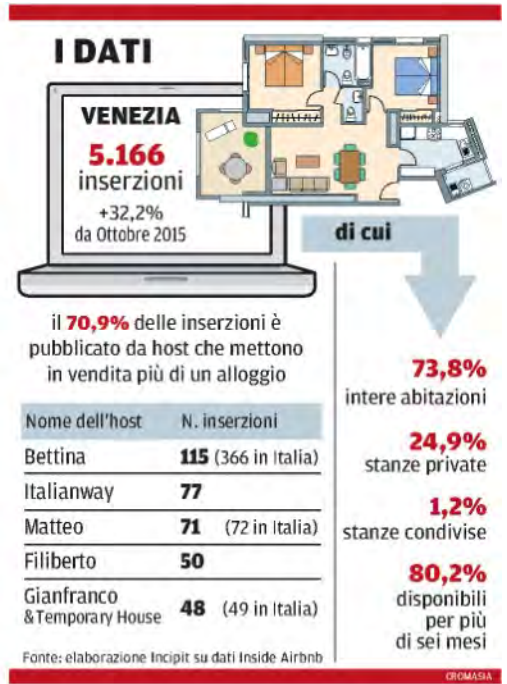 I DATI
VENEZIA
5.166
inserzioni
+32,2%
da Ottobre 2015
di cui
il 70,9% delle inserzioni è
pubblicato da host che mettono
in vendita più di un alloggio
Nome dell'host N. inserzioni
Bettina 115 (366 in Italia)
Italianway 77
Matteo 71 (72 in Italia)
Filiberto 50
Gianfranco
& Temporary House 48 (49 in Italia)
73,8%
intere abitazioni
24,9%
stanze private
1,2%
stanze condivise
80,2%
disponibili
per più
di sei mesi
Fonte: elaborazione Incipit su dati Inside Airbnb
CROMASIA